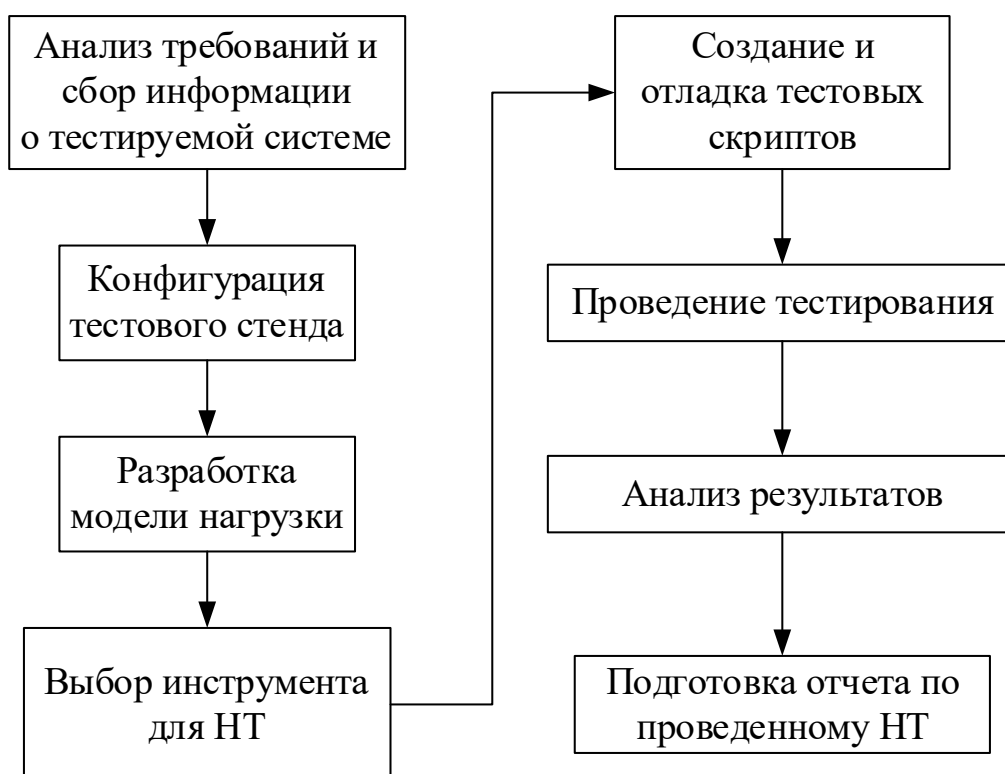 Анализ требований и
сбор информации
о тестируемой системе
Конфигурация
тестового стенда
Разработка
модели нагрузки
Выбор инструмента
для НТ
Создание и
отладка тестовых
скриптов
Проведение тестирования
Анализ результатов
Подготовка отчета по
проведенному НТ